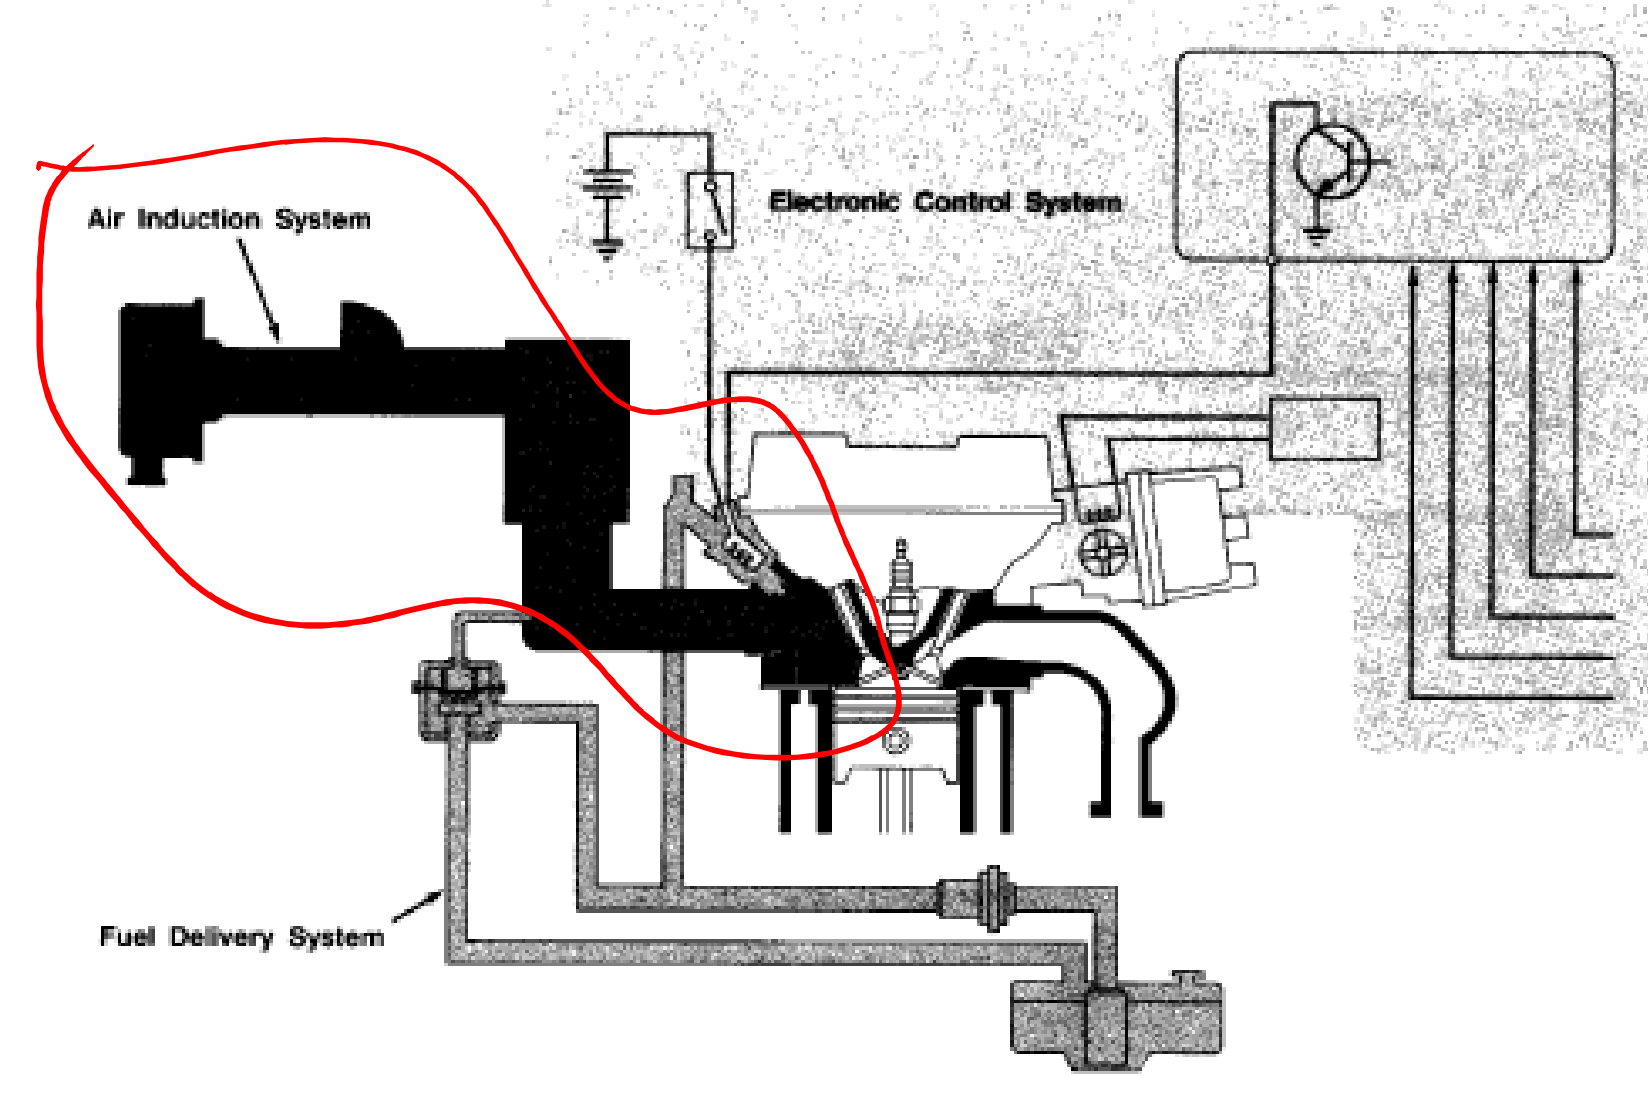 Air Induction System
Electronic Control System
Fuel Delivery System